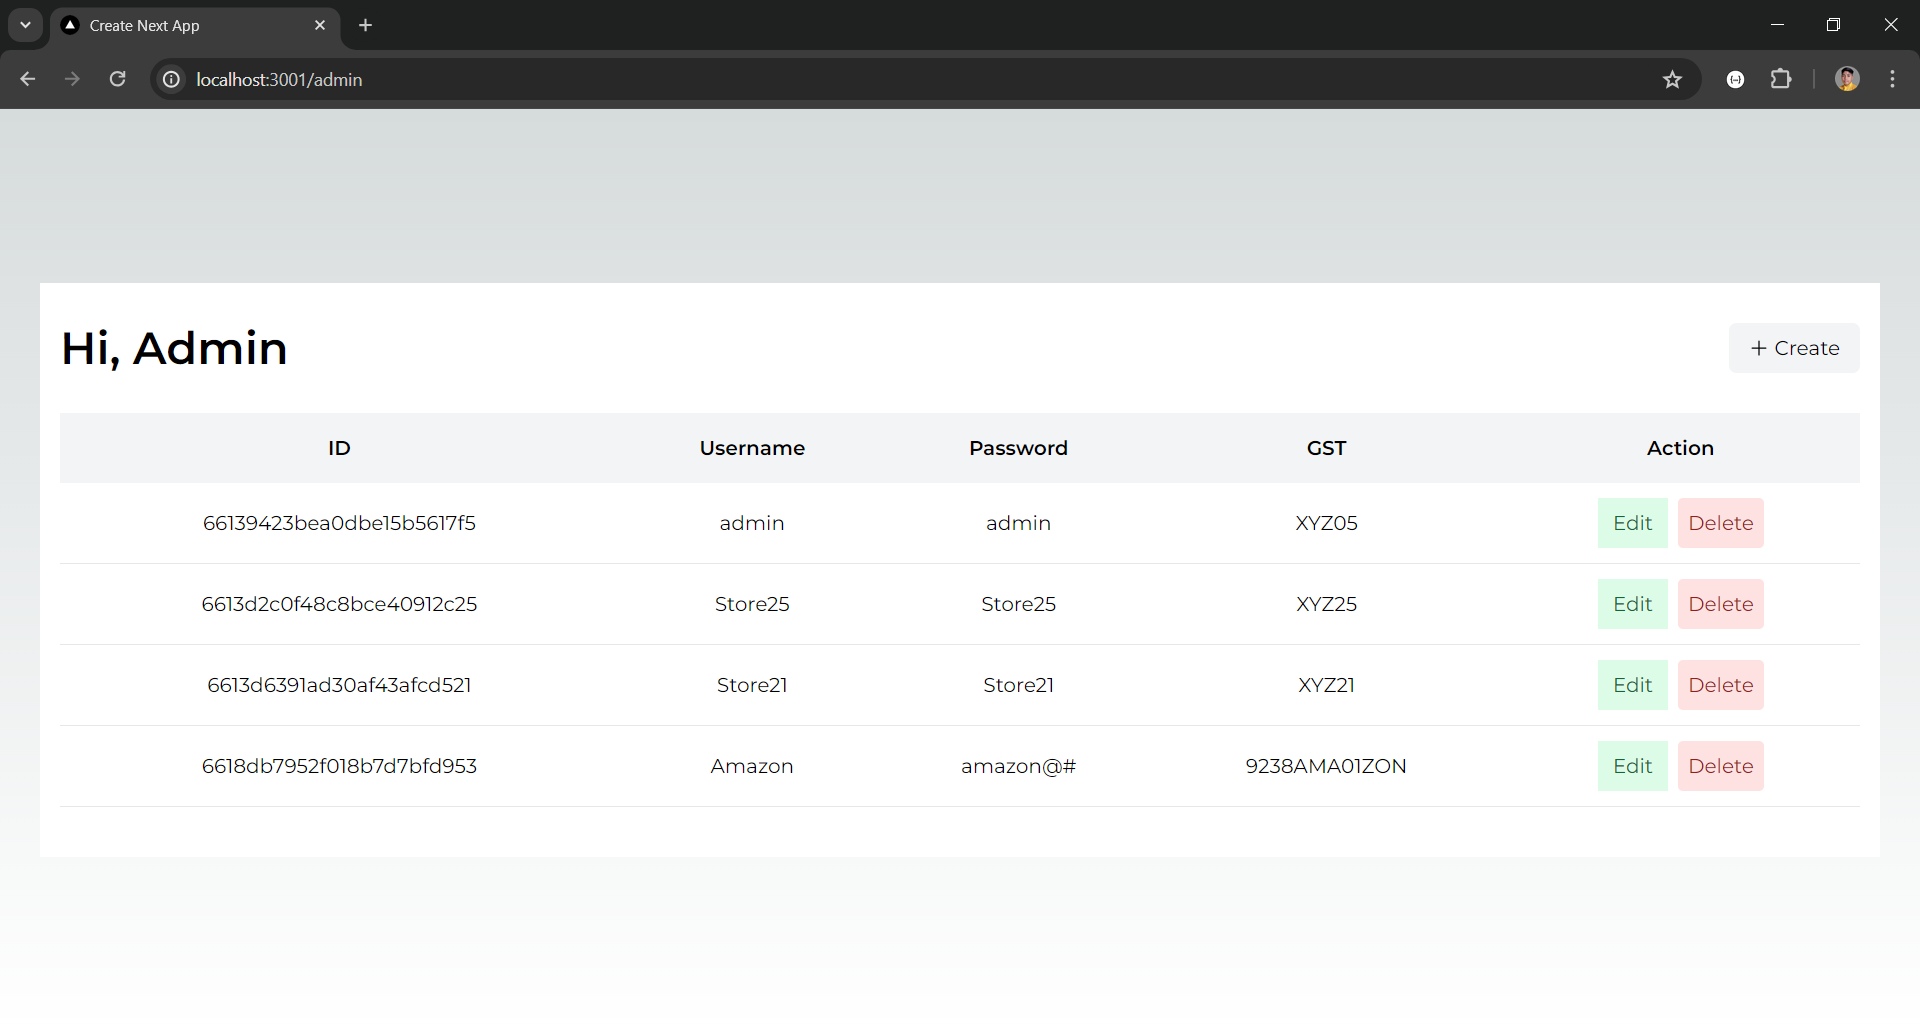 Create Next App
localhost:3001/admin
Hi, Admin
+ Create
ID Username Password GST Action
66139423bea0dbe15b5617f5 admin admin XYZ05 Edit Delete
6613d2c0f48c8bce40912c25 Store25 Store25 XYZ25 Edit Delete
6613d6391ad30af43afcd521 Store21 Store21 XYZ21 Edit Delete
6618db7952f018b7d7bfd953 Amazon amazon@# 9238AMA01ZON Edit Delete